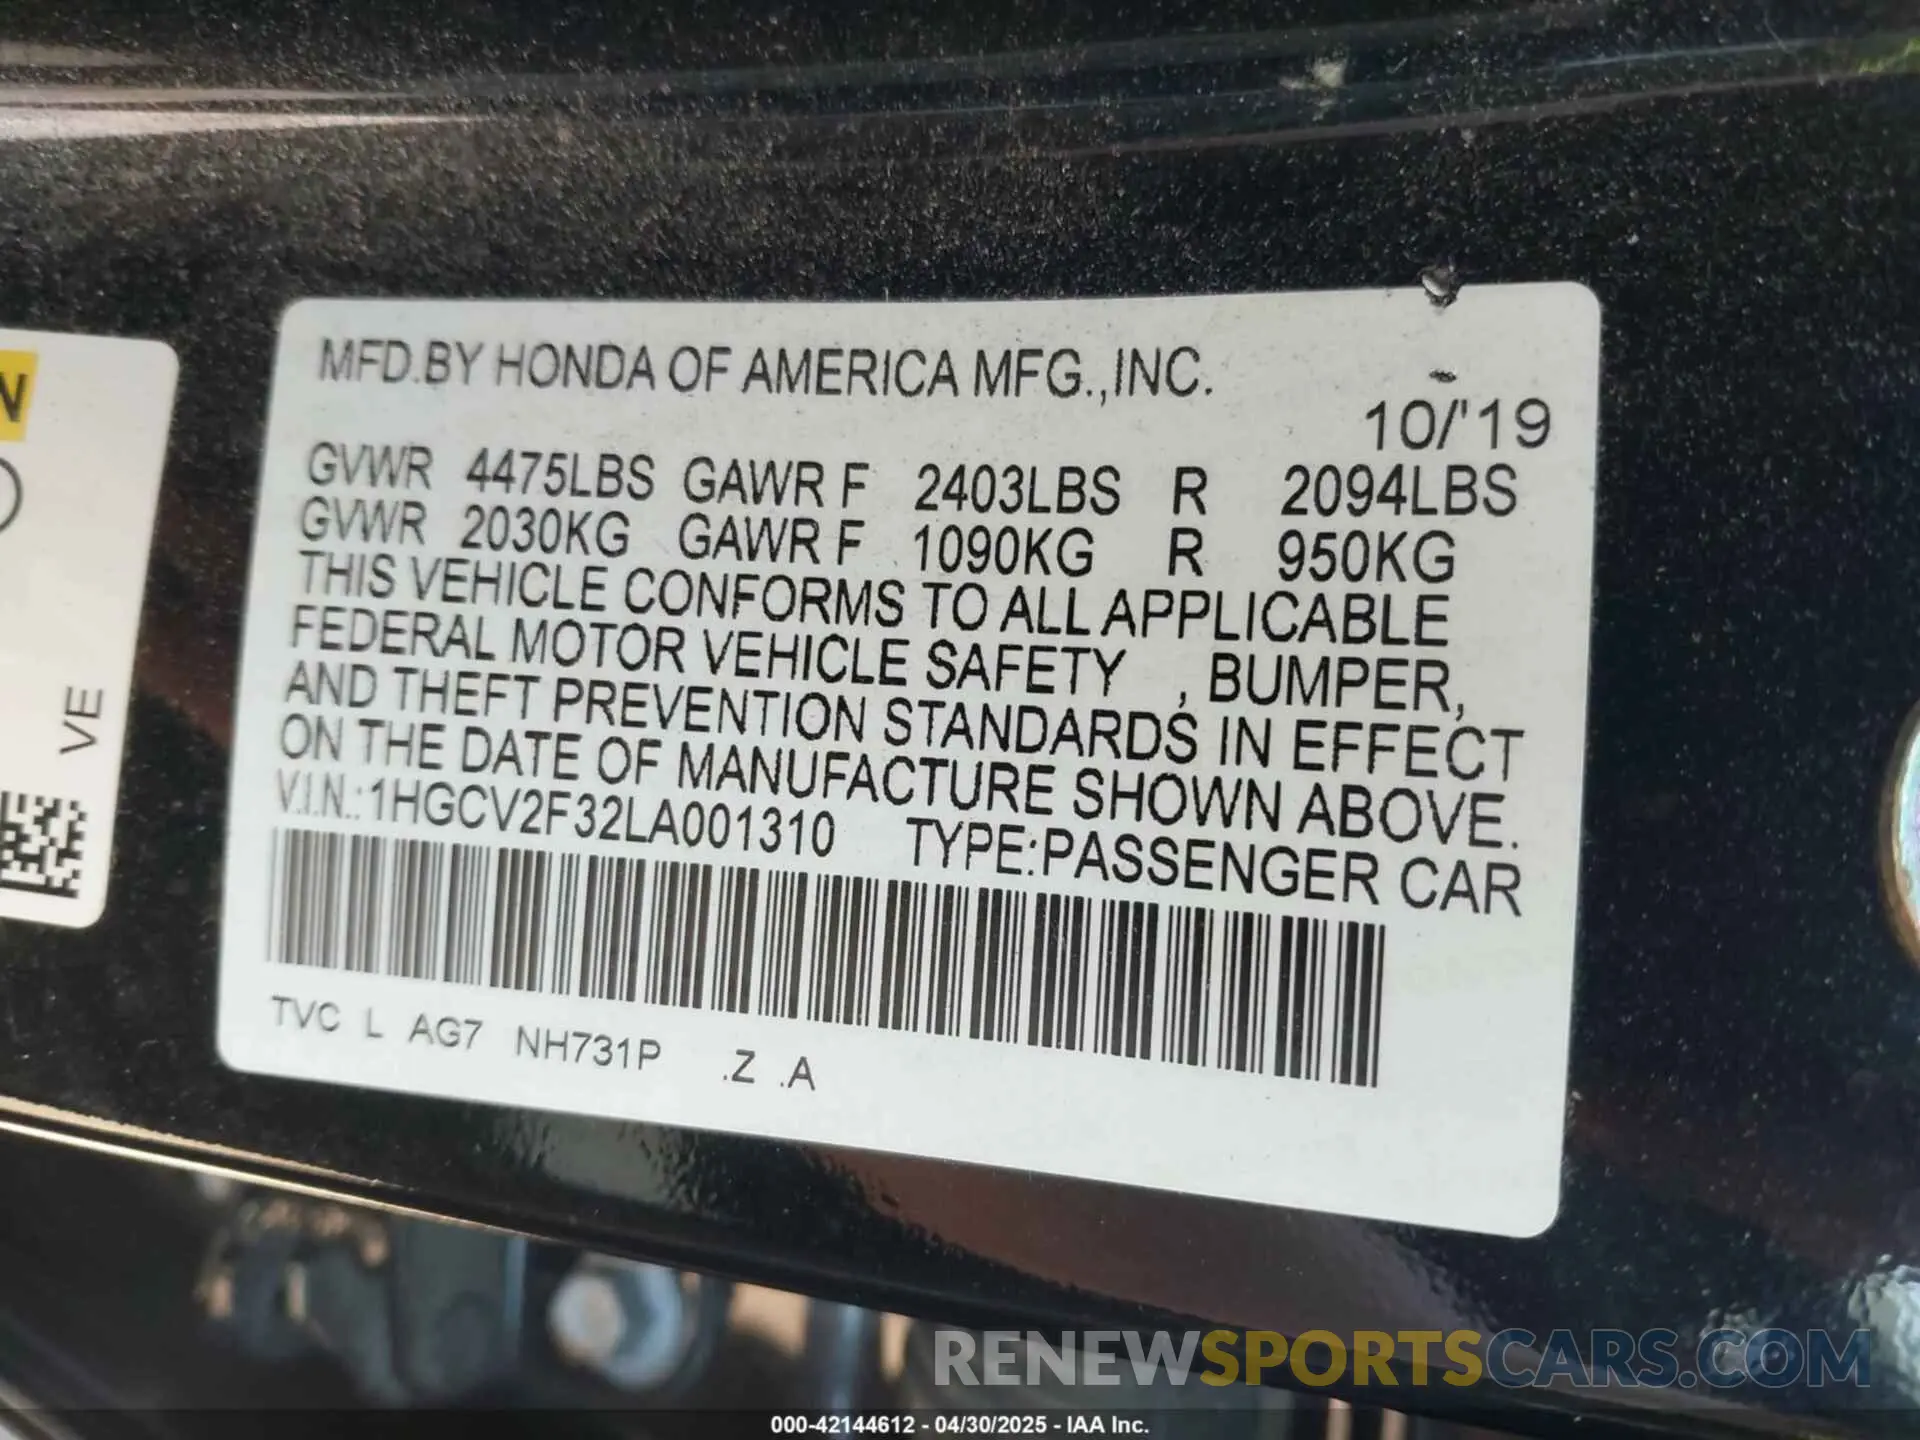 MFD.BY HONDA OF AMERICA MFG.,INC.
10/'19
GVWR 4475LBS GAWR F 2403LBS R 2094LBS
GVWR 2030KG GAWR F 1090KG R 950KG
THIS VEHICLE CONFORMS TO ALL APPLICABLE
FEDERAL MOTOR VEHICLE SAFETY , BUMPER,
AND THEFT PREVENTION STANDARDS IN EFFECT
ON THE DATE OF MANUFACTURE SHOWN ABOVE.
V.I.N.:1HGCV2F32LA001310 TYPE:PASSENGER CAR
TVC L AG7 NH731P .Z .A
N
VE
RENEWSPORTSCARS.COM
000-42144612 - 04/30/2025 - IAA Inc.